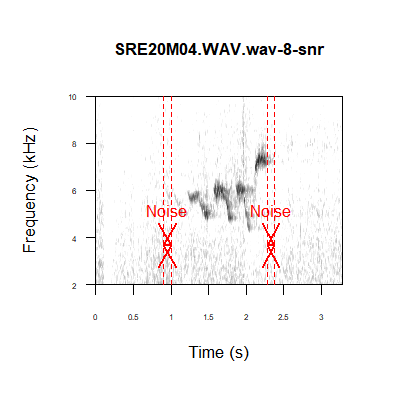 SRE20M04.WAV.wav-8-snr
Frequency (kHz)
10
8
6
4
2
Noise Noise
0 0.5 1 1.5 2 2.5 3
Time (s)